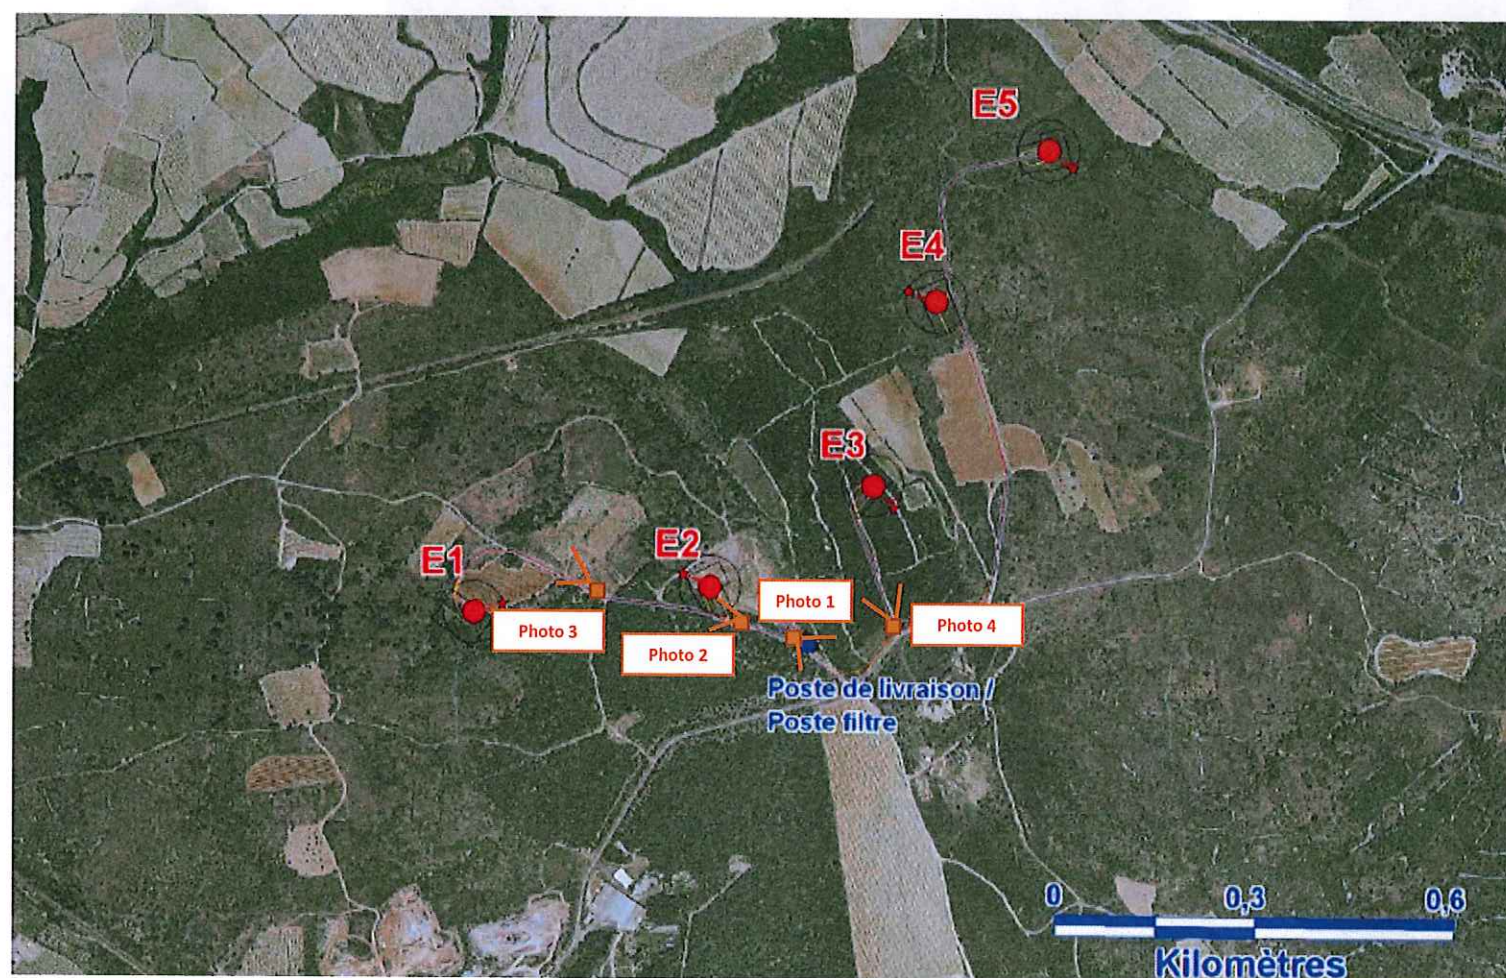 E5
E4
E3
E1
E2
Photo 1
Photo 3
Photo 2
Photo 4
Poste de livraison /
Poste filtre
0 0,3 0,6
Kilomètres